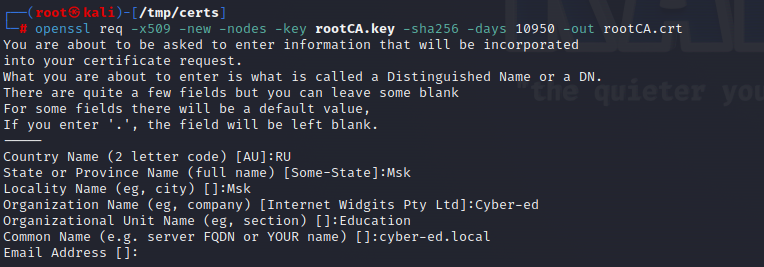 ┌──(root㉿kali)-[/tmp/certs]
└─# openssl req -x509 -new -nodes -key rootCA.key -sha256 -days 10950 -out rootCA.crt
You are about to be asked to enter information that will be incorporated
into your certificate request.
What you are about to enter is what is called a Distinguished Name or a DN.
There are quite a few fields but you can leave some blank
For some fields there will be a default value,
If you enter '.', the field will be left blank.
-----
Country Name (2 letter code) [AU]:RU
State or Province Name (full name) [Some-State]:Msk
Locality Name (eg, city) []:Msk
Organization Name (eg, company) [Internet Widgits Pty Ltd]:Cyber-ed
Organizational Unit Name (eg, section) []:Education
Common Name (e.g. server FQDN or YOUR name) []:cyber-ed.local
Email Address []:
"the quieter you